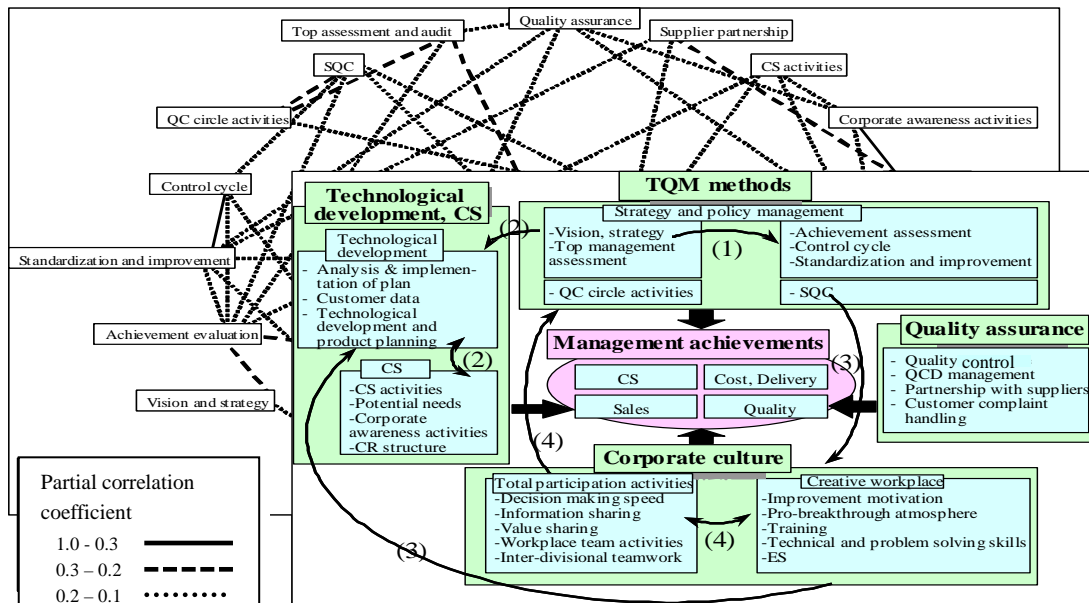 Quality assurance
Top assessment and audit
Supplier partnership
SQC
CS activities
QC circle activities
Corporate awareness activities
Control cycle
Standardization and improvement
Achievement evaluation
Vision and strategy
Partial correlation
coefficient
1.0 - 0.3
0.3 – 0.2
0.2 – 0.1
Technological
development, CS
Technological
development
- Analysis & implemen-
tation of plan
- Customer data
- Technological
development and
product planning
(2)
(2)
CS
-CS activities
-Potential needs
-Corporate
awareness activities
-CR structure
TQM methods
Strategy and policy management
-Vision, strategy
-Top management
assessment
(1)
-Achievement assessment
-Control cycle
-Standardization and improvement
-QC circle activities
- SQC
Management achievements
CS
Cost, Delivery
Sales
Quality
(3)
(4)
Quality assurance
- Quality control
- QCD management
- Partnership with suppliers
- Customer complaint
handling
Corporate culture
Total participation activities
-Decision making speed
-Information sharing
-Value sharing
-Workplace team activities
-Inter-divisional teamwork
(4)
(3)
Creative workplace
-Improvement motivation
-Pro-breakthrough atmosphere
-Training
-Technical and problem solving skills
-ES